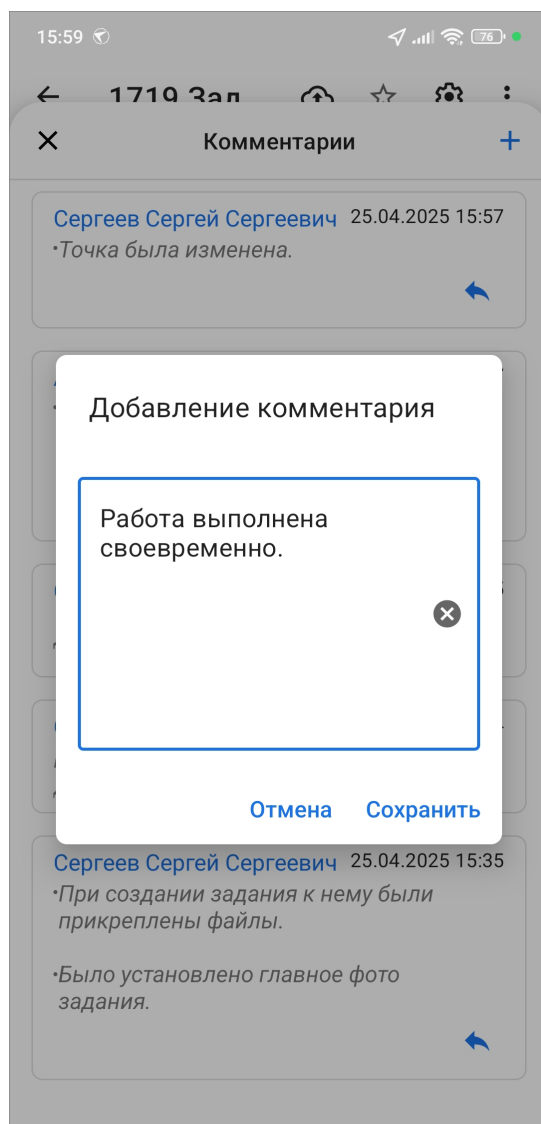 15:59
76
1719 Зад
Комментарии
Сергеев Сергей Сергеевич 25.04.2025 15:57
•Точка была изменена.
Добавление комментария
Работа выполнена
своевременно.
Отмена Сохранить
Сергеев Сергей Сергеевич 25.04.2025 15:35
•При создании задания к нему были
прикреплены файлы.
•Было установлено главное фото
задания.